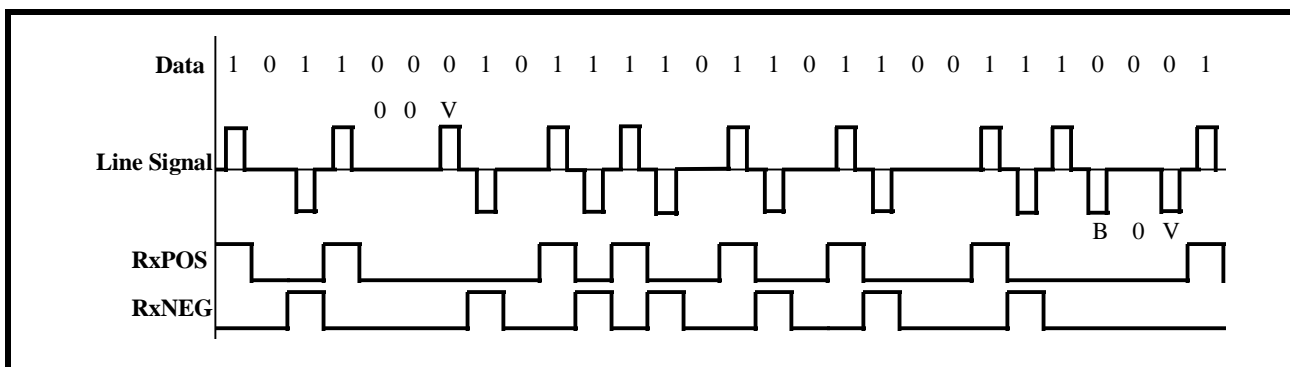 Data 1 0 1 1 0 0 0 1 0 1 1 1 1 0 1 1 0 1 1 0 0 1 1 1 0 0 0 1
0 0 V
Line Signal
B 0 V
RxPOS
RxNEG